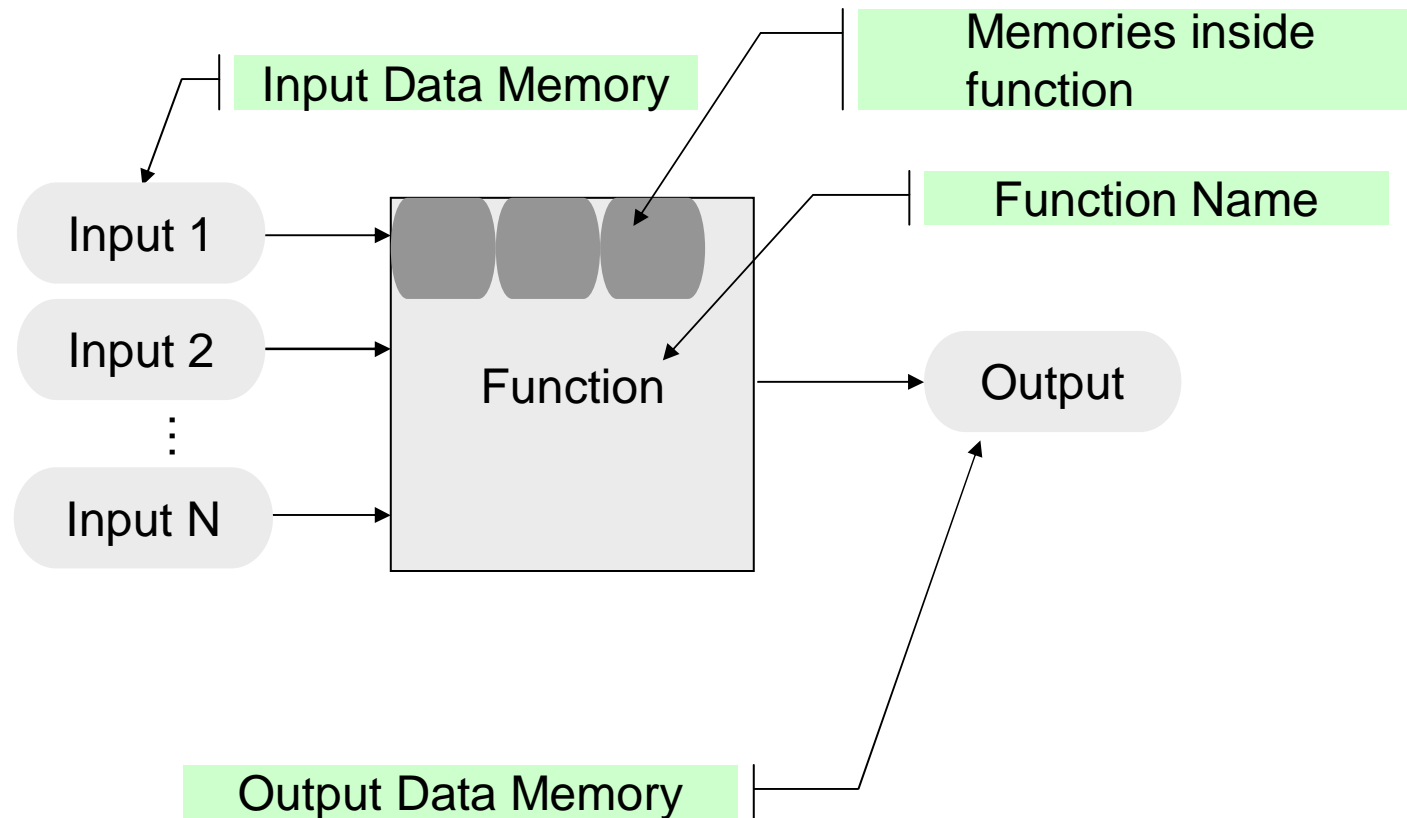 Memories inside
function
Input Data Memory
Function Name
Input 1
Input 2
⋮
Input N
Function
Output
Output Data Memory